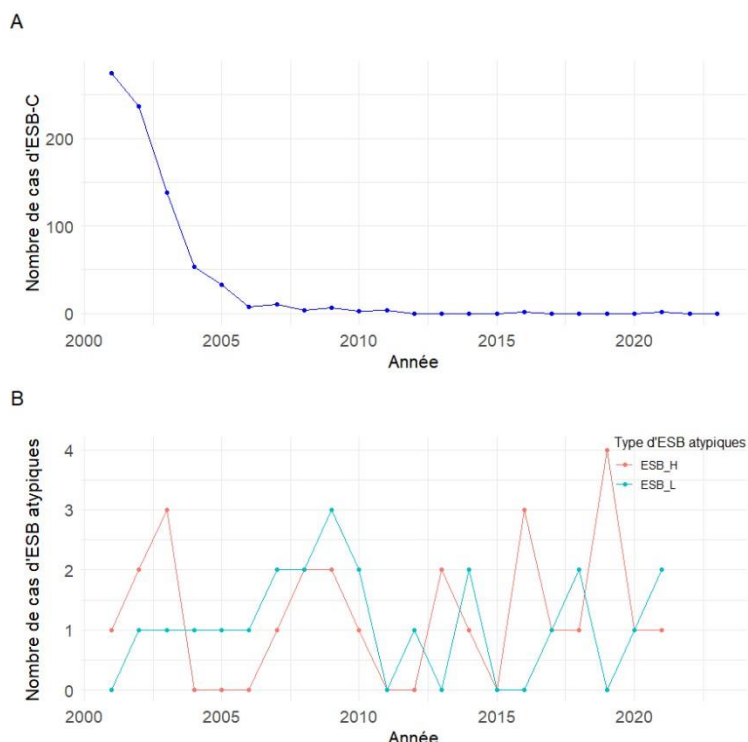 A
Nombre de cas d'ESB-C
200
100
0
2000 2005 2010 2015 2020
Année
B
Nombre de cas d'ESB atypiques
Type d'ESB atypiques
ESB_H
ESB_L
4
3
2
1
0
2000 2005 2010 2015 2020
Année